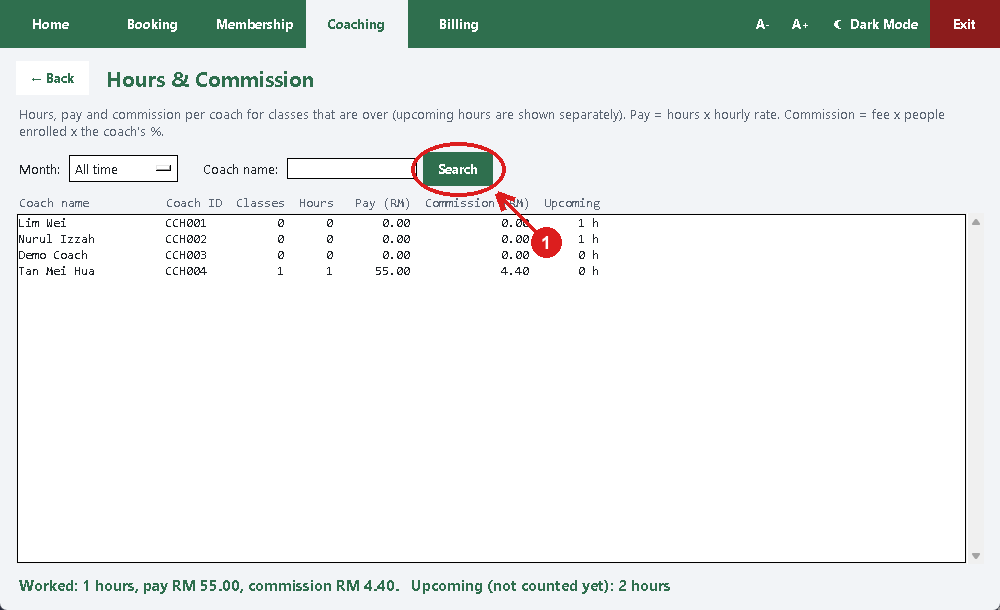 Home Booking Membership Coaching Billing A- A+ ☾ Dark Mode Exit
← Back Hours & Commission
Hours, pay and commission per coach for classes that are over (upcoming hours are shown separately). Pay = hours x hourly rate. Commission = fee x people
enrolled x the coach's %.
Month: All time Coach name: Search
Coach name Coach ID Classes Hours Pay (RM) Commission (RM) Upcoming
Lim Wei CCH001 0 0 0.00 0.00 1 h
Nurul Izzah CCH002 0 0 0.00 0.00 1 h
1
Demo Coach CCH003 0 0 0.00 0.00 0 h
Tan Mei Hua CCH004 1 1 55.00 4.40 0 h
Worked: 1 hours, pay RM 55.00, commission RM 4.40. Upcoming (not counted yet): 2 hours